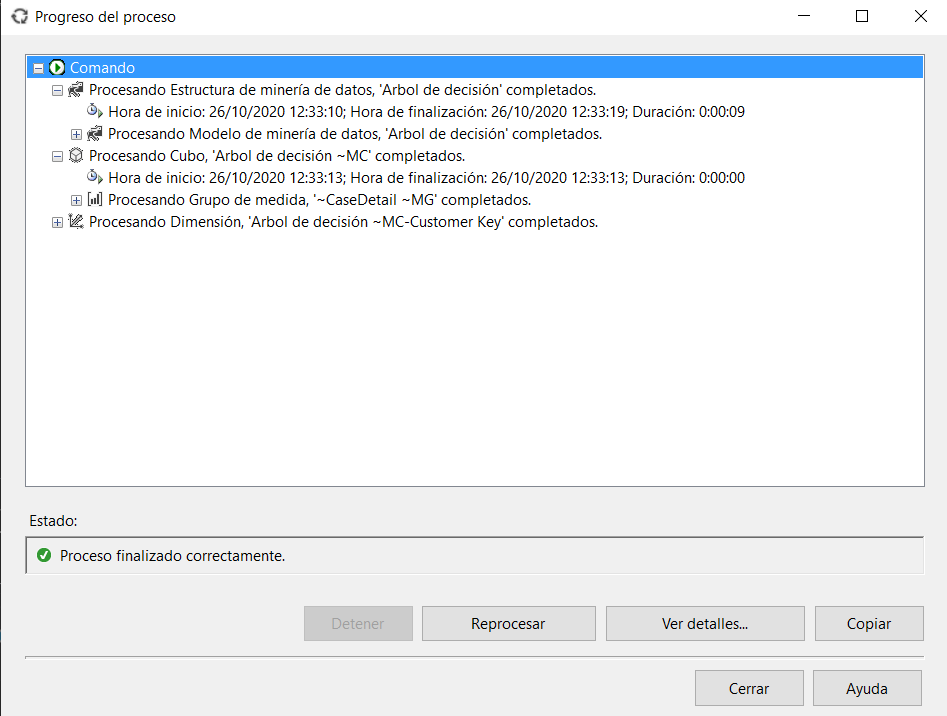 Progreso del proceso
Comando
Procesando Estructura de minería de datos, 'Arbol de decisión' completados.
Hora de inicio: 26/10/2020 12:33:10; Hora de finalización: 26/10/2020 12:33:19; Duración: 0:00:09
Procesando Modelo de minería de datos, 'Arbol de decisión' completados.
Procesando Cubo, 'Arbol de decisión ~MC' completados.
Hora de inicio: 26/10/2020 12:33:13; Hora de finalización: 26/10/2020 12:33:13; Duración: 0:00:00
Procesando Grupo de medida, '~CaseDetail ~MG' completados.
Procesando Dimensión, 'Arbol de decisión ~MC-Customer Key' completados.
Estado:
Proceso finalizado correctamente.
Detener Reprocesar Ver detalles... Copiar
Cerrar Ayuda